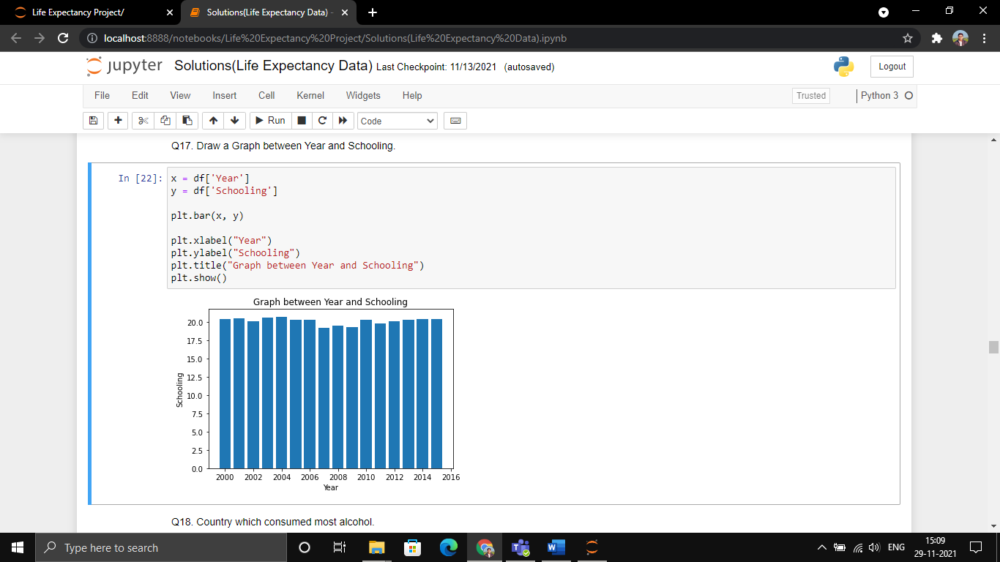 Life Expectancy Project/
Solutions(Life Expectancy Data) -
localhost:8888/notebooks/Life%20Expectancy%20Project/Solutions(Life%20Expectancy%20Data).ipynb
jupyter Solutions(Life Expectancy Data) Last Checkpoint: 11/13/2021 (autosaved)
Logout
File Edit View Insert Cell Kernel Widgets Help
Trusted
Python 3
Run
Code
Q17. Draw a Graph between Year and Schooling.
In [22]: x = df['Year']
y = df['Schooling']
plt.bar(x, y)
plt.xlabel("Year")
plt.ylabel("Schooling")
plt.title("Graph between Year and Schooling")
plt.show()
Graph between Year and Schooling
20.0
17.5
15.0
12.5
10.0
7.5
5.0
2.5
0.0
Schooling
2000 2002 2004 2006 2008 2010 2012 2014 2016
Year
Q18. Country which consumed most alcohol.
Type here to search
ENG
15:09
29-11-2021